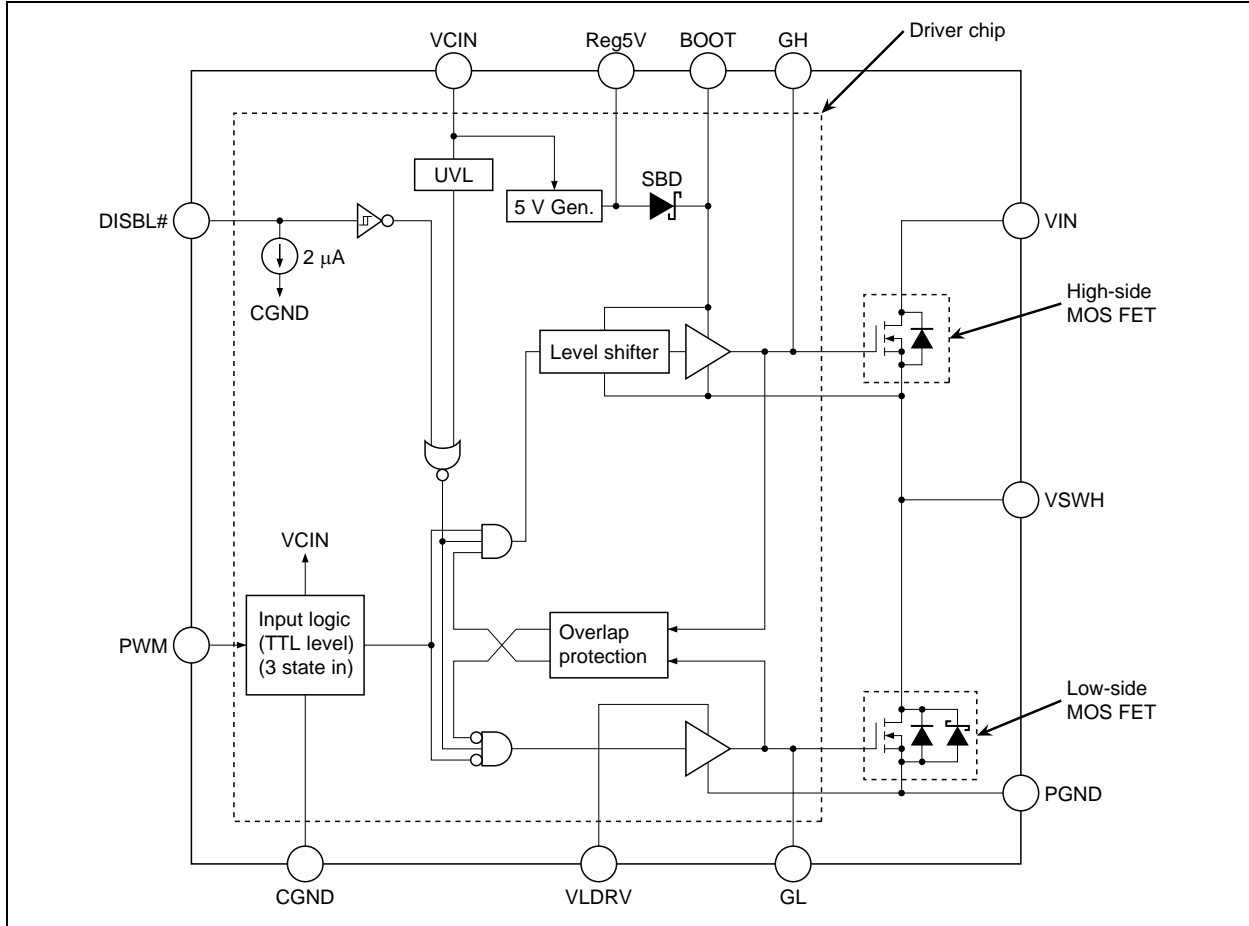 Driver chip
VCIN
Reg5V
BOOT
GH
UVL
SBD
5 V Gen.
DISBL#
2 μA
CGND
VIN
High-side
MOS FET
Level shifter
VSWH
VCIN
Input logic
(TTL level)
(3 state in)
PWM
Overlap
protection
Low-side
MOS FET
PGND
CGND
VLDRV
GL